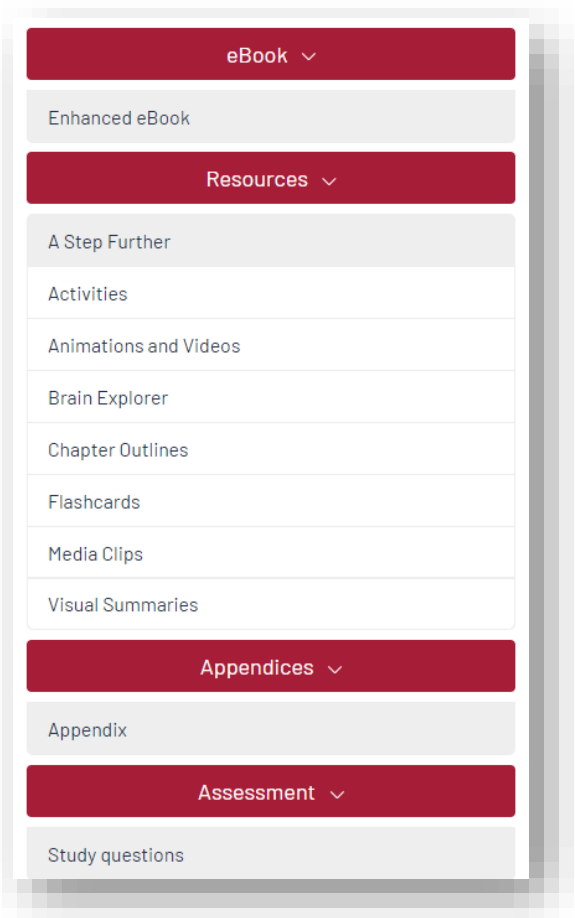 eBook
Enhanced eBook
Resources
A Step Further
Activities
Animations and Videos
Brain Explorer
Chapter Outlines
Flashcards
Media Clips
Visual Summaries
Appendices
Appendix
Assessment
Study questions